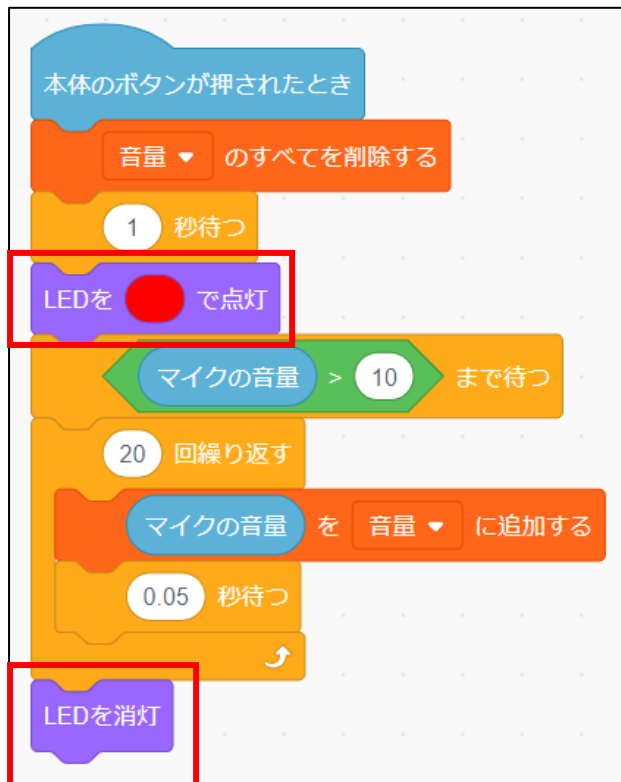 本体のボタンが押されたとき
音量 のすべてを削除する
1 秒待つ
LEDを で点灯
マイクの音量 > 10 まで待つ
20 回繰り返す
マイクの音量 を 音量 に追加する
0.05 秒待つ
LEDを消灯